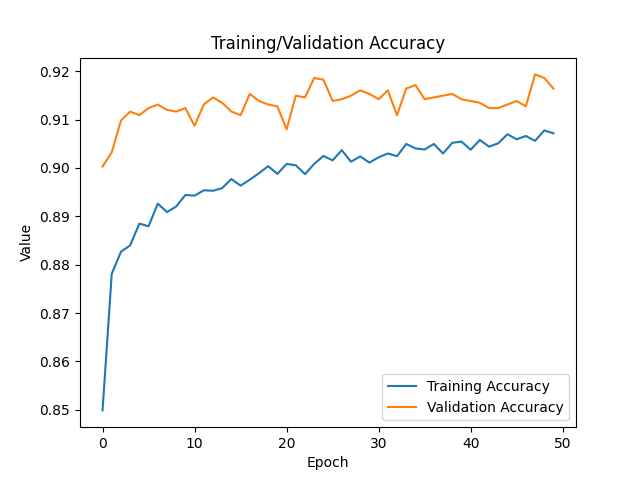 Training/Validation Accuracy
0.92
0.91
0.90
0.89
0.88
0.87
0.86
0.85
Value
Training Accuracy
Validation Accuracy
0 10 20 30 40 50
Epoch